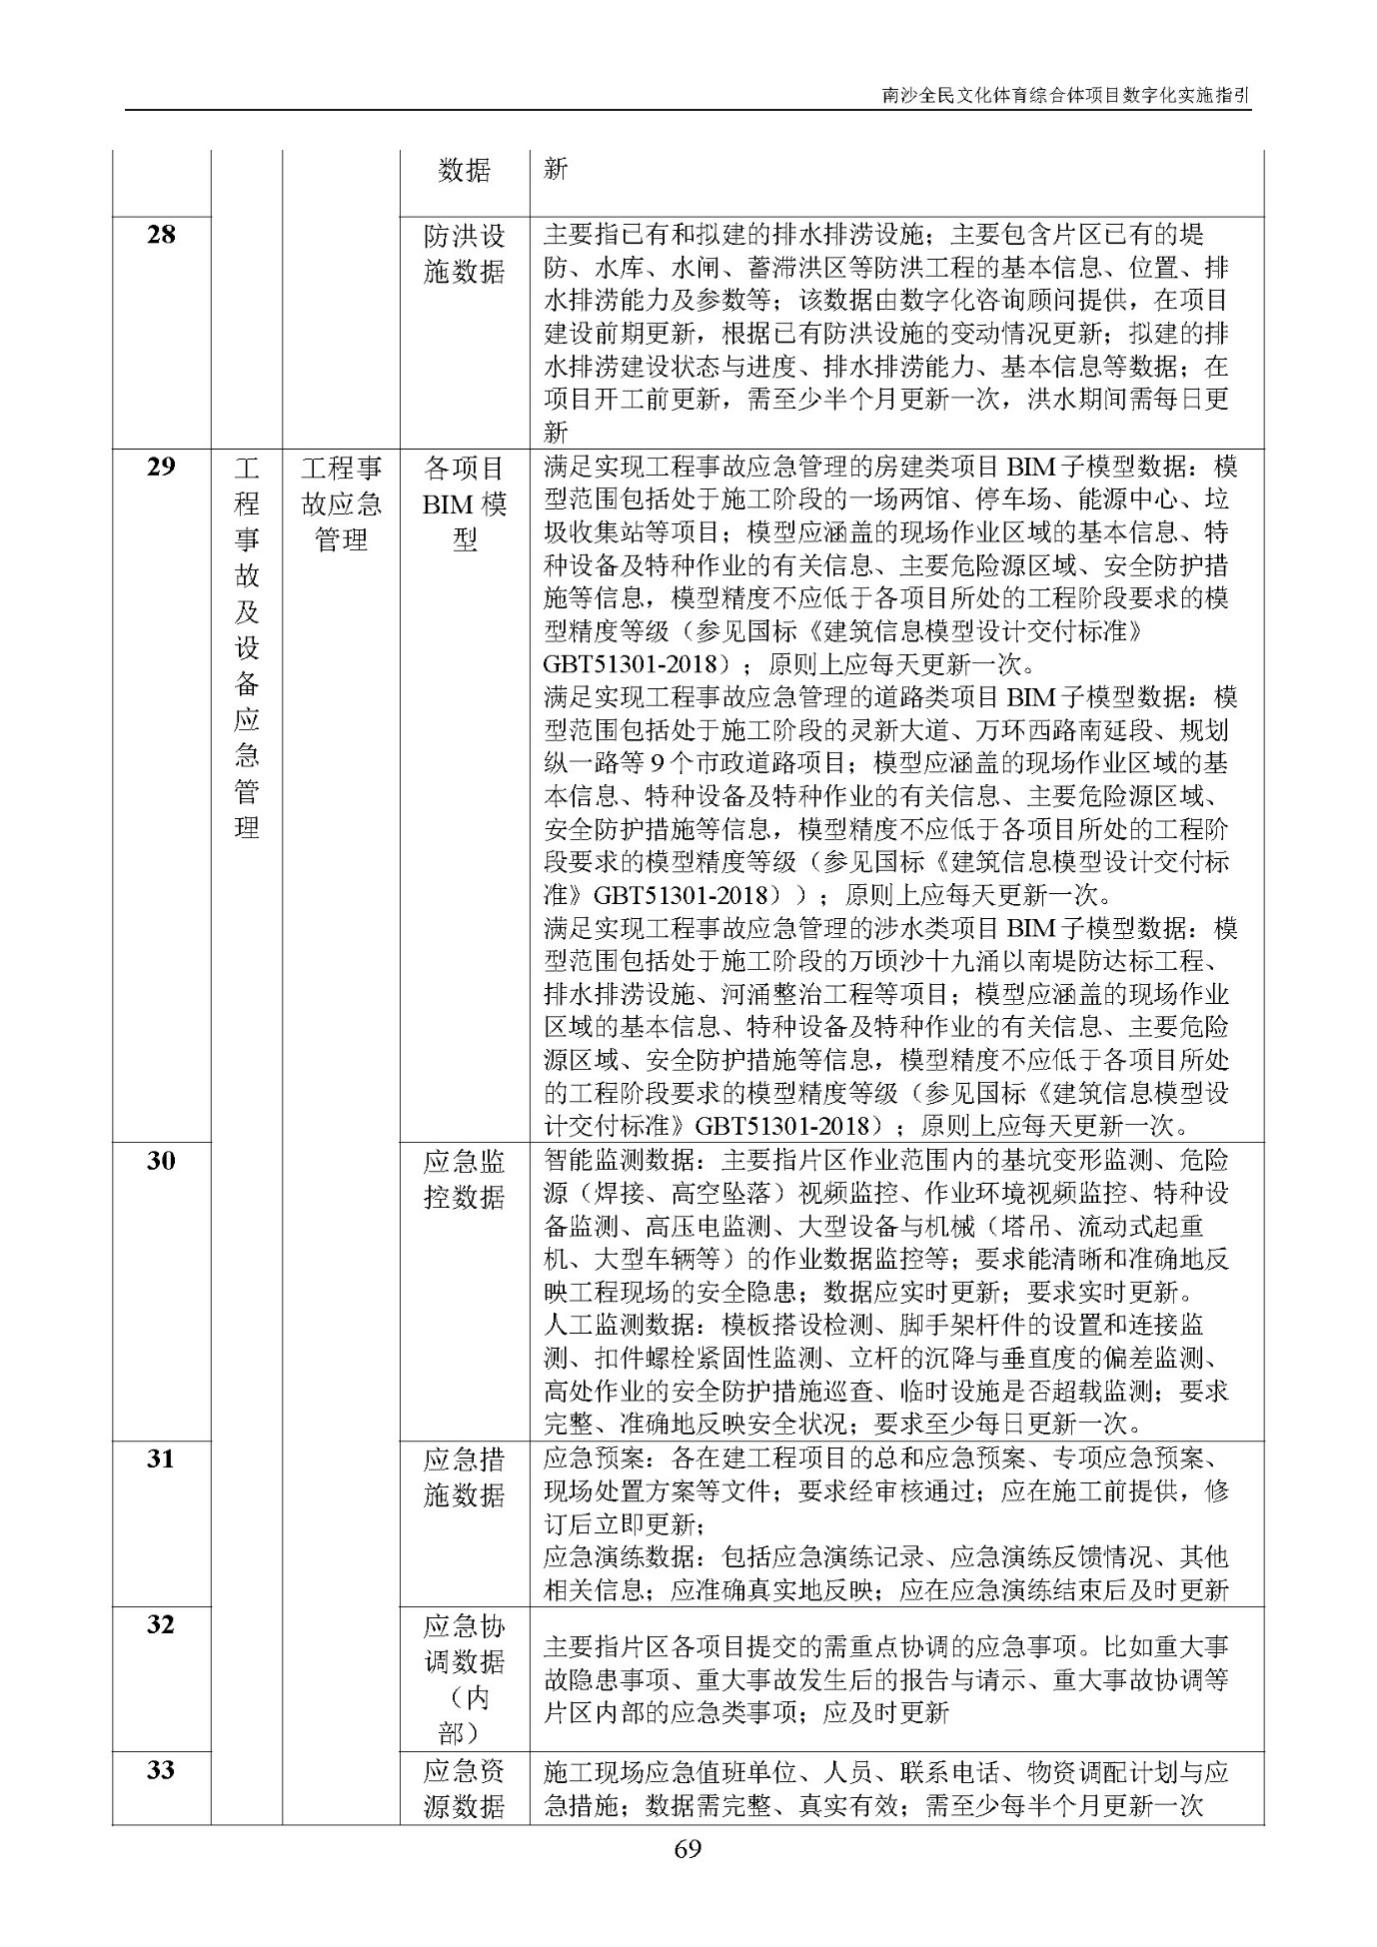 南沙全民文化体育综合体项目数字化实施指引
数据
新
28
防洪设
施数据
主要指已有和拟建的排水排涝设施；主要包含片区已有的堤
防、水库、水闸、蓄滞洪区等防洪工程的基本信息、位置、排
水排涝能力及参数等；该数据由数字化咨询顾问提供，在项目
建设前期更新，根据已有防洪设施的变动情况更新；拟建的排
水排涝建设状态与进度、排水排涝能力、基本信息等数据；在
项目开工前更新，需至少半个月更新一次，洪水期间需每日更
新
29
工
程
事
故
及
设
备
应
急
管
理
工程事
故应急
管理
各项目
BIM 模
型
满足实现工程事故应急管理的房建类项目 BIM 子模型数据：模
型范围包括处于施工阶段的一场两馆、停车场、能源中心、垃
圾收集站等项目；模型应涵盖的现场作业区域的基本信息、特
种设备及特种作业的有关信息、主要危险源区域、安全防护措
施等信息，模型精度不应低于各项目所处的工程阶段要求的模
型精度等级（参见国标《建筑信息模型设计交付标准》
GBT51301-2018）；原则上应每天更新一次。
满足实现工程事故应急管理的道路类项目 BIM 子模型数据：模
型范围包括处于施工阶段的灵新大道、万环西路南延段、规划
纵一路等 9 个市政道路项目；模型应涵盖的现场作业区域的基
本信息、特种设备及特种作业的有关信息、主要危险源区域、
安全防护措施等信息，模型精度不应低于各项目所处的工程阶
段要求的模型精度等级（参见国标《建筑信息模型设计交付标
准》GBT51301-2018））；原则上应每天更新一次。
满足实现工程事故应急管理的涉水类项目 BIM 子模型数据：模
型范围包括处于施工阶段的万顷沙十九涌以南堤防达标工程、
排水排涝设施、河涌整治工程等项目；模型应涵盖的现场作业
区域的基本信息、特种设备及特种作业的有关信息、主要危险
源区域、安全防护措施等信息，模型精度不应低于各项目所处
的工程阶段要求的模型精度等级（参见国标《建筑信息模型设
计交付标准》GBT51301-2018）；原则上应每天更新一次。
30
应急监
控数据
智能监测数据：主要指片区作业范围内的基坑变形监测、危险
源（焊接、高空坠落）视频监控、作业环境视频监控、特种设
备监测、高压电监测、大型设备与机械（塔吊、流动式起重
机、大型车辆等）的作业数据监控等；要求能清晰和准确地反
映工程现场的安全隐患；数据应实时更新；要求实时更新。
人工监测数据：模板搭设检测、脚手架杆件的设置和连接监
测、扣件螺栓紧固性监测、立杆的沉降与垂直度的偏差监测、
高处作业的安全防护措施巡查、临时设施是否超载监测；要求
完整、准确地反映安全状况；要求至少每日更新一次。
31
应急措
施数据
应急预案：各在建工程项目的总和应急预案、专项应急预案、
现场处置方案等文件；要求经审核通过；应在施工前提供，修
订后立即更新；
应急演练数据：包括应急演练记录、应急演练反馈情况、其他
相关信息；应准确真实地反映；应在应急演练结束后及时更新
32
应急协
调数据
（内
部）
主要指片区各项目提交的需重点协调的应急事项。比如重大事
故隐患事项、重大事故发生后的报告与请示、重大事故协调等
片区内部的应急类事项；应及时更新
33
应急资
源数据
施工现场应急值班单位、人员、联系电话、物资调配计划与应
急措施；数据需完整、真实有效；需至少每半个月更新一次
69